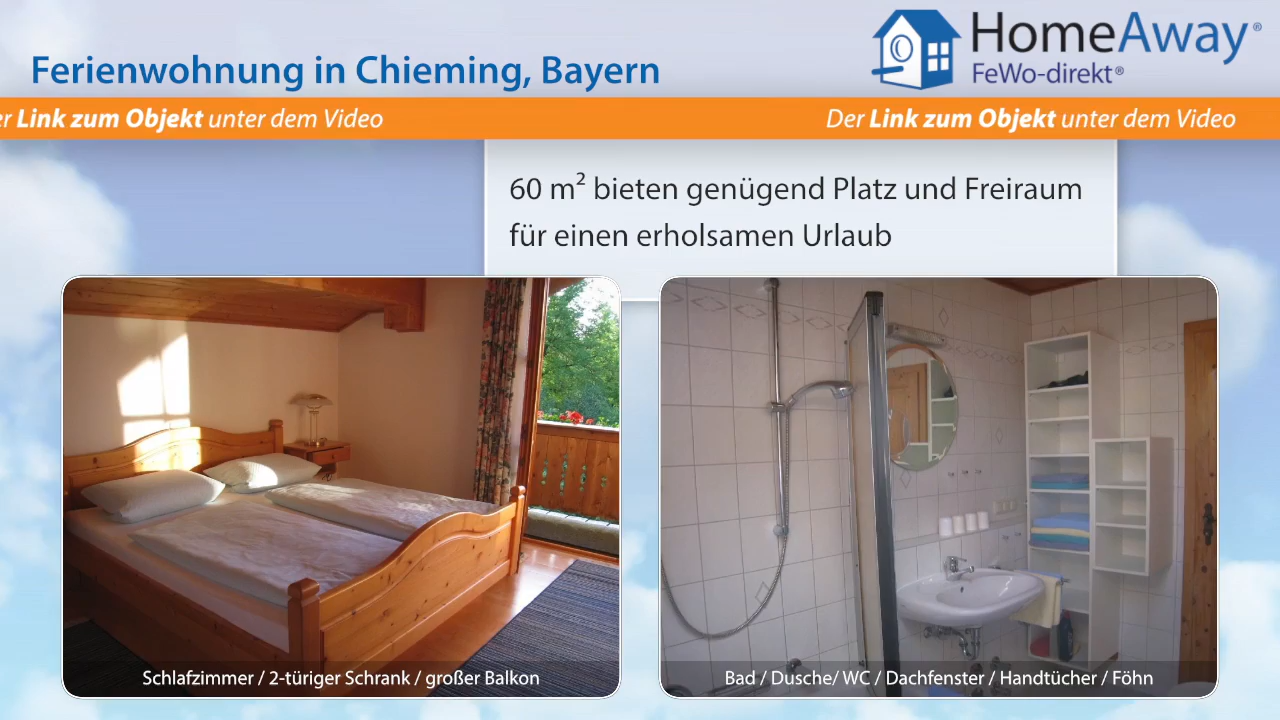 HomeAway®
FeWo-direkt®
Ferienwohnung in Chieming, Bayern
er Link zum Objekt unter dem Video
Der Link zum Objekt unter dem Video
60 m² bieten genügend Platz und Freiraum
für einen erholsamen Urlaub
Schlafzimmer / 2-türiger Schrank / großer Balkon
Bad / Dusche/ WC / Dachfenster / Handtücher / Föhn